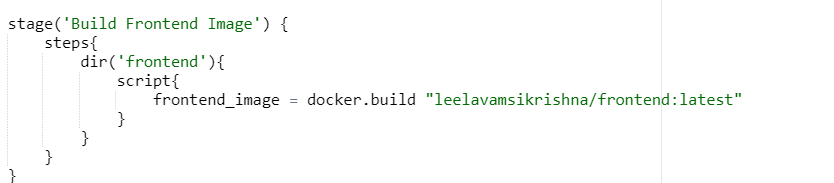 stage('Build Frontend Image') {
    steps{
        dir('frontend'){
            script{
                frontend_image = docker.build "leelavamsikrishna/frontend:latest"
            }
        }
    }
}